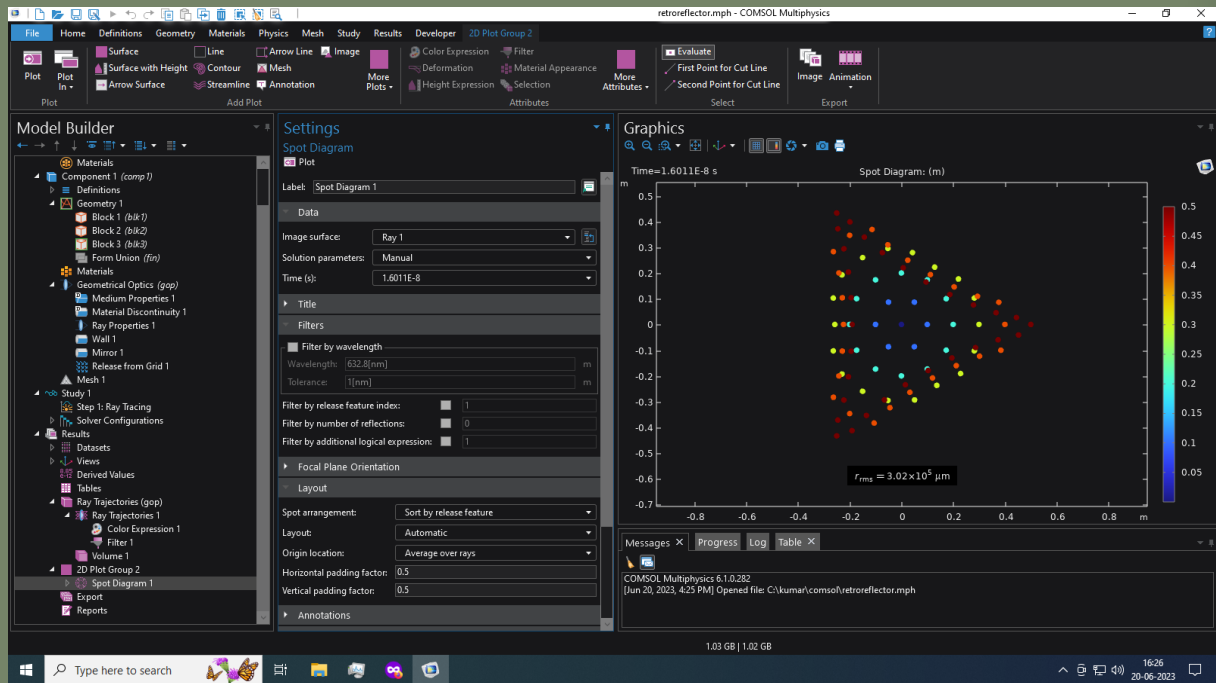 retroreflector.mph - COMSOL Multiphysics
File Home Definitions Geometry Materials Physics Mesh Study Results Developer 2D Plot Group 2
Plot
Plot In
Plot
Surface
Surface with Height
Arrow Surface
Line
Contour
Streamline
Arrow Line
Mesh
Annotation
Image
More Plots
Add Plot
Color Expression
Deformation
Height Expression
Filter
Material Appearance
Selection
More Attributes
Attributes
Evaluate
First Point for Cut Line
Second Point for Cut Line
Select
Image
Animation
Export
Model Builder
Materials
Component 1 (comp1)
Definitions
Geometry 1
Block 1 (blk1)
Block 2 (blk2)
Block 3 (blk3)
Form Union (fin)
Materials
Geometrical Optics (gop)
Medium Properties 1
Material Discontinuity 1
Ray Properties 1
Wall 1
Mirror 1
Release from Grid 1
Mesh 1
Study 1
Step 1: Ray Tracing
Solver Configurations
Results
Datasets
Views
Derived Values
Tables
Ray Trajectories (gop)
Ray Trajectories 1
Color Expression 1
Filter 1
Volume 1
2D Plot Group 2
Spot Diagram 1
Export
Reports
Settings
Spot Diagram
Plot
Label: Spot Diagram 1
Data
Image surface: Ray 1
Solution parameters: Manual
Time (s): 1.6011E-8
Title
Filters
Filter by wavelength
Wavelength: 632.8[nm] m
Tolerance: 1[nm] m
Filter by release feature index: 1
Filter by number of reflections: 0
Filter by additional logical expression: 1
Focal Plane Orientation
Layout
Spot arrangement: Sort by release feature
Layout: Automatic
Origin location: Average over rays
Horizontal padding factor: 0.5
Vertical padding factor: 0.5
Annotations
Graphics
Time=1.6011E-8 s Spot Diagram: (m)
m
0.5
0.4
0.3
0.2
0.1
0
-0.1
-0.2
-0.3
-0.4
-0.5
-0.6
-0.7
-0.8 -0.6 -0.4 -0.2 0 0.2 0.4 0.6 0.8 m
r_rms = 3.02×10⁵ µm
0.5
0.45
0.4
0.35
0.3
0.25
0.2
0.15
0.1
0.05
Messages Progress Log Table
COMSOL Multiphysics 6.1.0.282
[Jun 20, 2023, 4:25 PM] Opened file: C:\kumar\comsol\retroreflector.mph
1.03 GB | 1.02 GB
Type here to search
16:26
20-06-2023